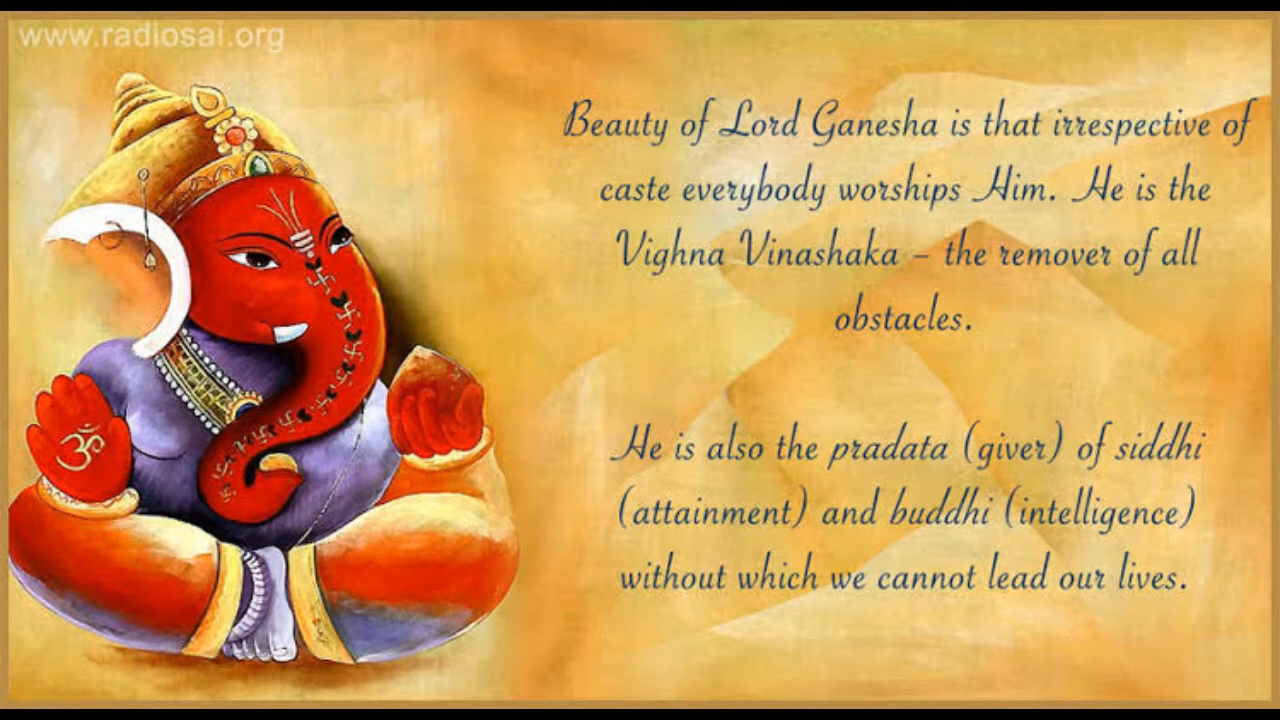 www.radiosai.org
Beauty of Lord Ganesha is that irrespective of
caste everybody worships Him. He is the
Vighna Vinashaka – the remover of all
obstacles.
He is also the pradata (giver) of siddhi
(attainment) and buddhi (intelligence)
without which we cannot lead our lives.
ॐ